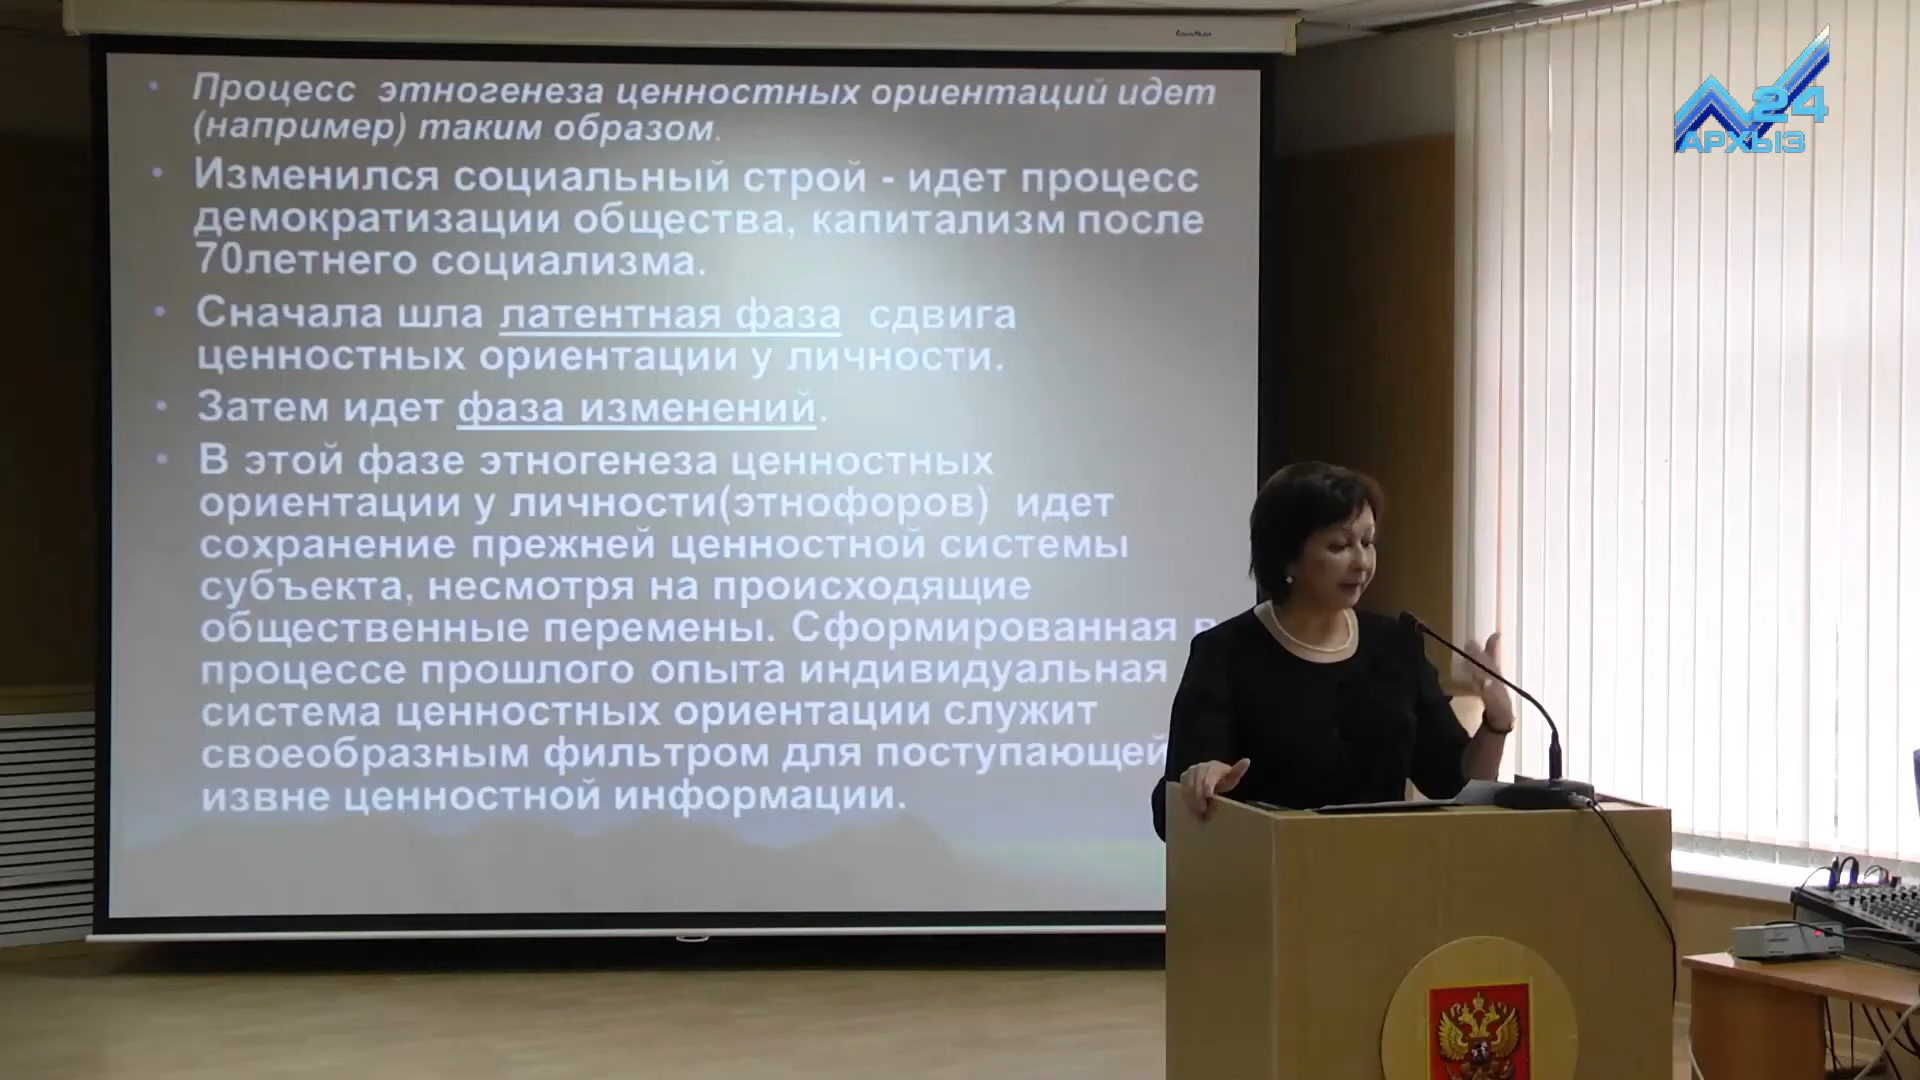 Процесс этногенеза ценностных ориентаций идет
(например) таким образом.
Изменился социальный строй - идет процесс
демократизации общества, капитализм после
70летнего социализма.
Сначала шла латентная фаза сдвига
ценностных ориентации у личности.
Затем идет фаза изменений.
В этой фазе этногенеза ценностных
ориентации у личности(этнофоров) идет
сохранение прежней ценностной системы
субъекта, несмотря на происходящие
общественные перемены. Сформированная в
процессе прошлого опыта индивидуальная
система ценностных ориентации служит
своеобразным фильтром для поступающей
извне ценностной информации.
24
АРХЫЗ